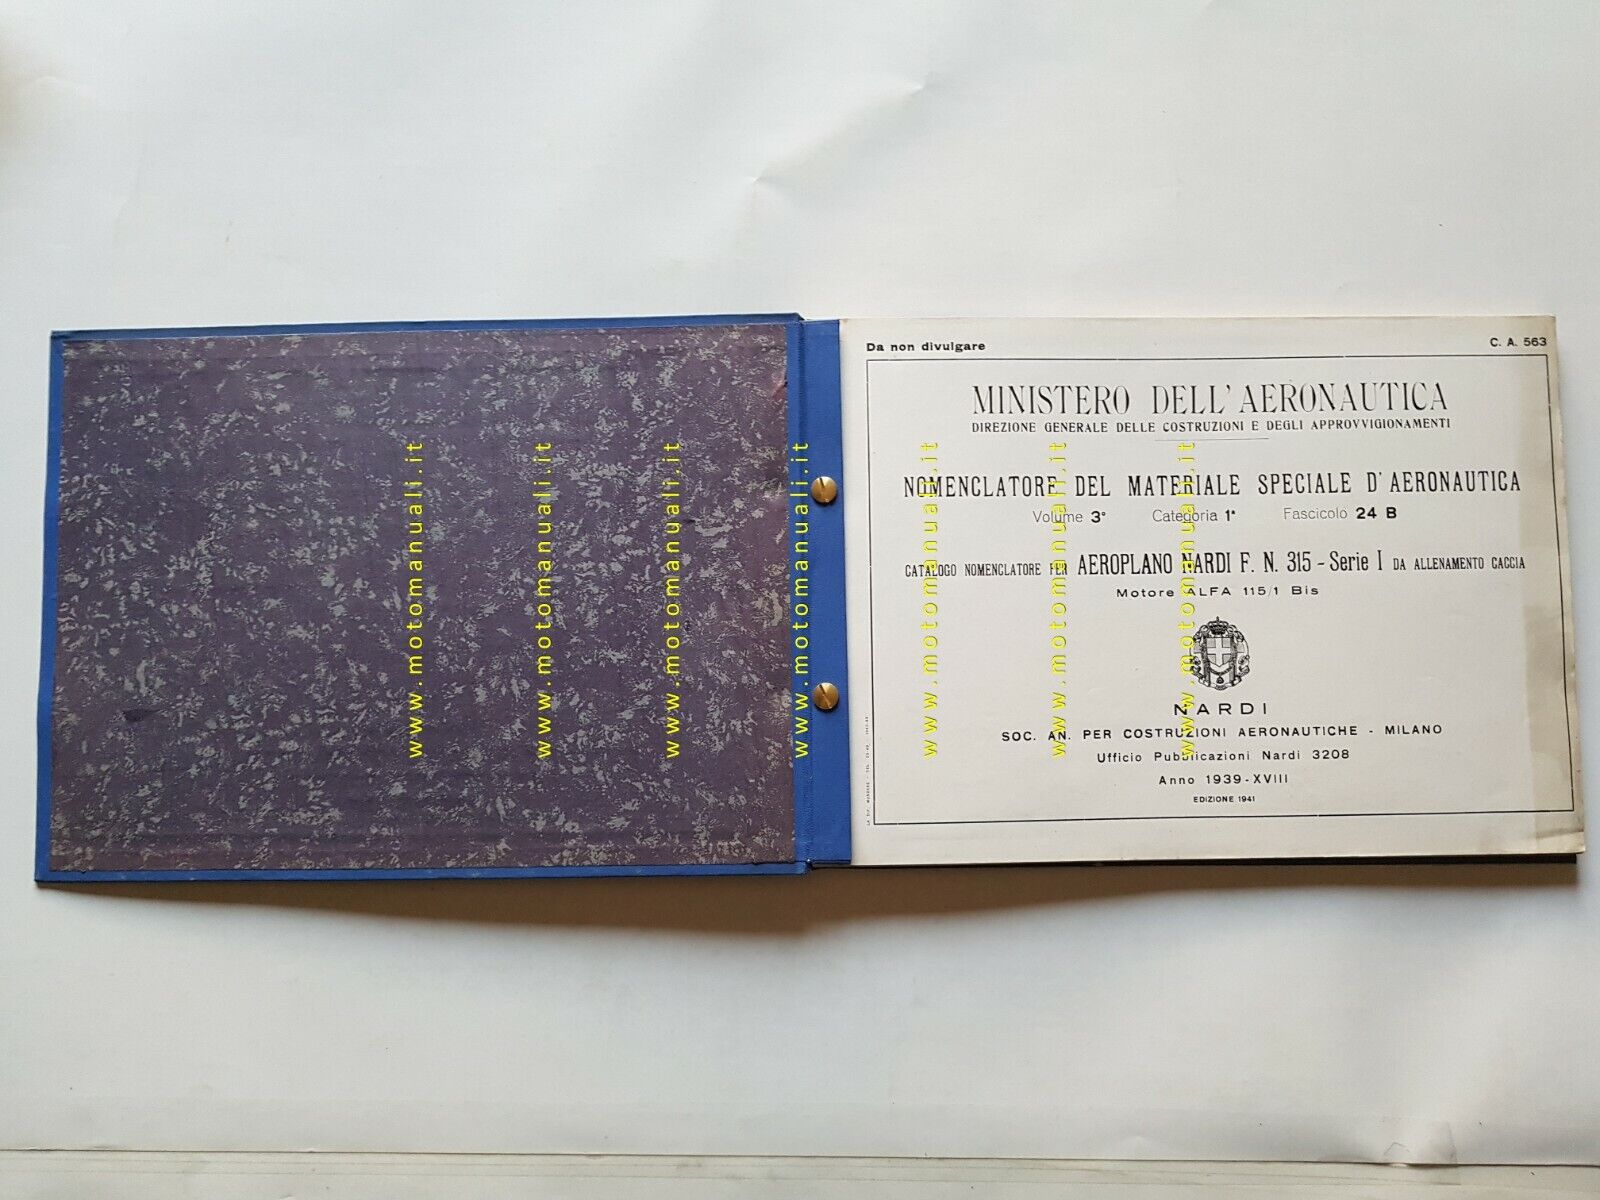 Da non divulgare
C. A. 563
MINISTERO DELL'AERONAUTICA
DIREZIONE GENERALE DELLE COSTRUZIONI E DEGLI APPROVVIGIONAMENTI
NOMENCLATORE DEL MATERIALE SPECIALE D'AERONAUTICA
Volume 3° Categoria 1ª Fascicolo 24 B
CATALOGO NOMENCLATORE PER AEROPLANO NARDI F. N. 315 - Serie I DA ALLENAMENTO CACCIA
Motore ALFA 115/1 Bis
NARDI
SOC. AN. PER COSTRUZIONI AERONAUTICHE - MILANO
Ufficio Pubblicazioni Nardi 3208
Anno 1939 - XVIII
EDIZIONE 1941
www.motomanuali.it
www.motomanuali.it
www.motomanuali.it
www.motomanuali.it
www.motomanuali.it
www.motomanuali.it
www.motomanuali.it